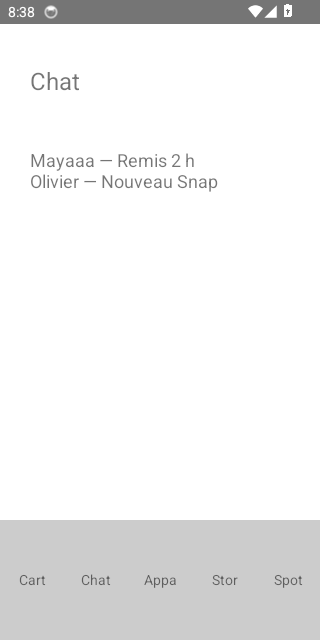 8:38
Chat
Mayaaa — Remis 2 h
Olivier — Nouveau Snap
Cart
Chat
Appa
Stor
Spot